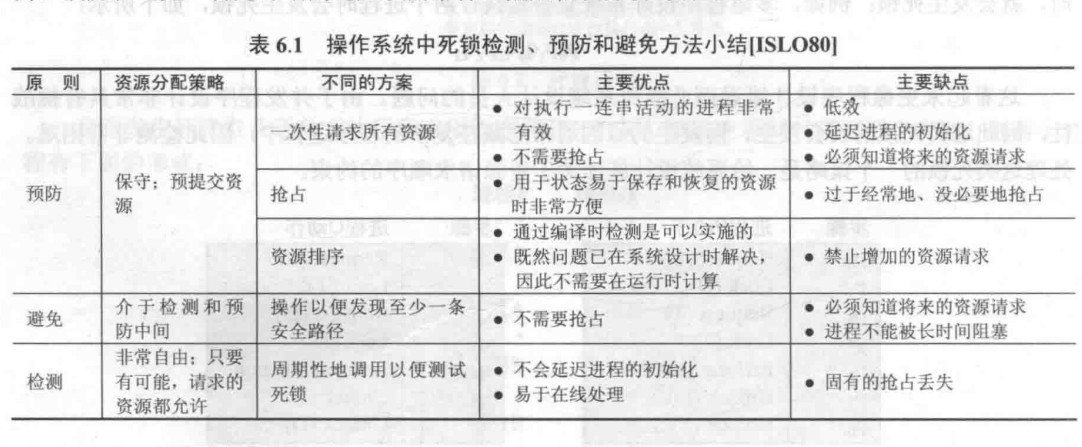 表 6.1 操作系统中死锁检测、预防和避免方法小结[ISLO80]
原 则 资源分配策略 不同的方案 主要优点 主要缺点
预防
保守；预提交资
源
一次性请求所有资源
● 对执行一连串活动的进程非常
有效
● 不需要抢占
● 低效
● 延迟进程的初始化
● 必须知道将来的资源请求
抢占
● 用于状态易于保存和恢复的资源
时非常方便
● 过于经常地、没必要地抢占
资源排序
● 通过编译时检测是可以实施的
● 既然问题已在系统设计时解决，
因此不需要在运行时计算
● 禁止增加的资源请求
避免
介于检测和预
防中间
操作以便发现至少一条
安全路径
● 不需要抢占
● 必须知道将来的资源请求
● 进程不能被长时间阻塞
检测
非常自由；只要
有可能，请求的
资源都允许
周期性地调用以便测试
死锁
● 不会延迟进程的初始化
● 易于在线处理
● 固有的抢占丢失